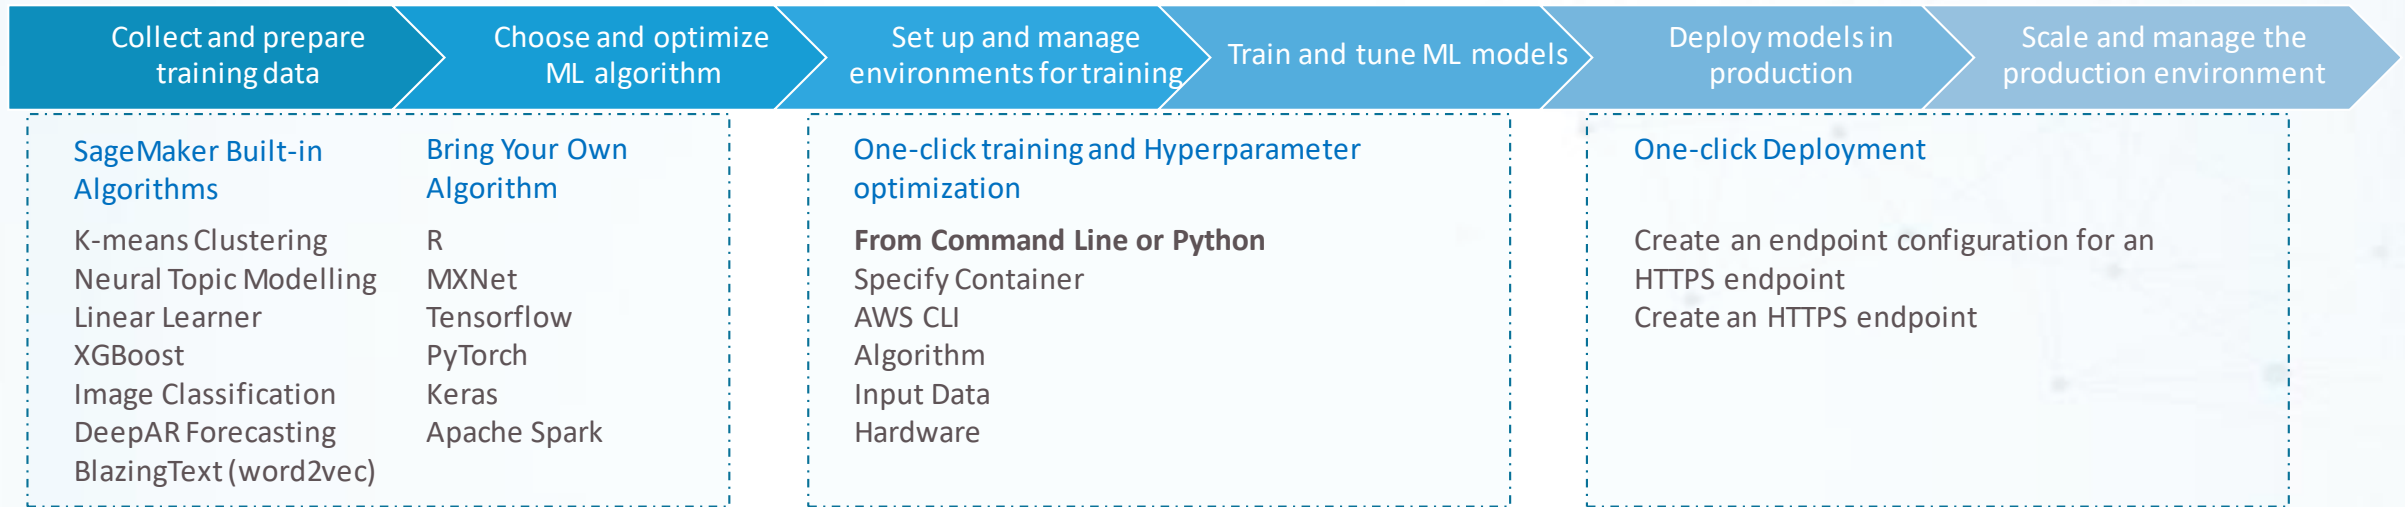 Collect and prepare
training data
Choose and optimize
ML algorithm
Set up and manage
environments for training
Train and tune ML models
Deploy models in
production
Scale and manage the
production environment
SageMaker Built-in
Algorithms
K-means Clustering
Neural Topic Modelling
Linear Learner
XGBoost
Image Classification
DeepAR Forecasting
BlazingText (word2vec)
Bring Your Own
Algorithm
R
MXNet
Tensorflow
PyTorch
Keras
Apache Spark
One-click training and Hyperparameter
optimization
From Command Line or Python
Specify Container
AWS CLI
Algorithm
Input Data
Hardware
One-click Deployment
Create an endpoint configuration for an
HTTPS endpoint
Create an HTTPS endpoint